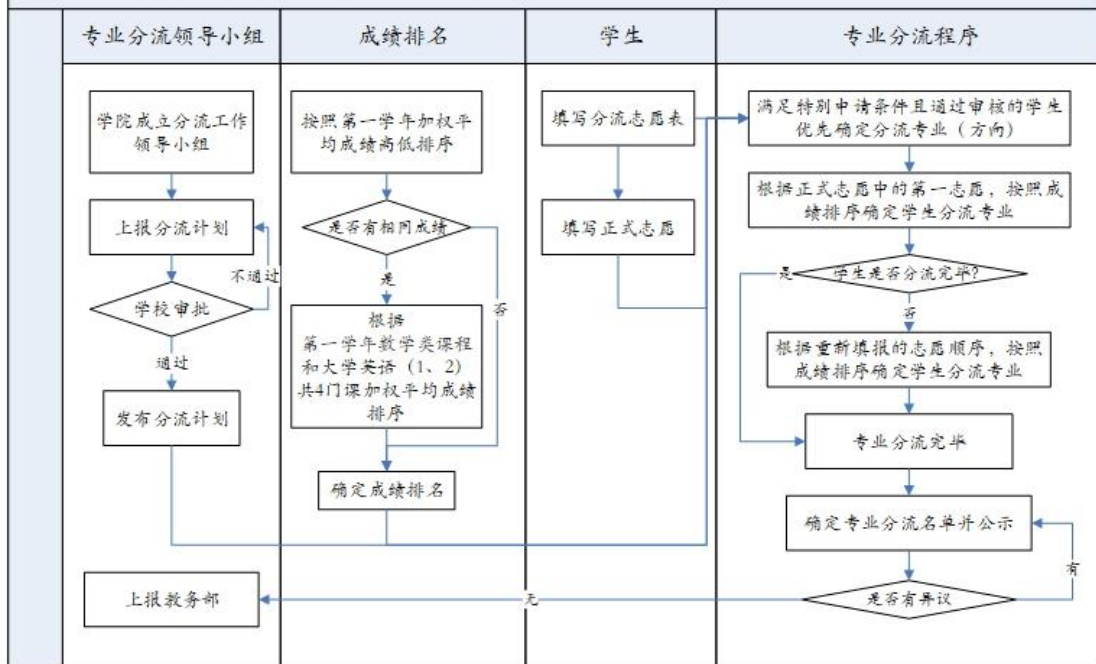 专业分流领导小组
成绩排名
学生
专业分流程序
学院成立分流工作
领导小组
上报分流计划
不通过
学校审批
通过
发布分流计划
上报教务部
按照第一学年加权平
均成绩高低排序
是否有相同成绩
是
否
根据
第一学年数学类课程
和大学英语（1、2）
共4门课加权平均成绩
排序
确定成绩排名
填写分流志愿表
填写正式志愿
满足特别申请条件且通过审核的学生
优先确定分流专业（方向）
根据正式志愿中的第一志愿，按照成
绩排序确定学生分流专业
是
学生是否分流完毕?
否
根据重新填报的志愿顺序，按照
成绩排序确定学生分流专业
专业分流完毕
确定专业分流名单并公示
有
是否有异议
无